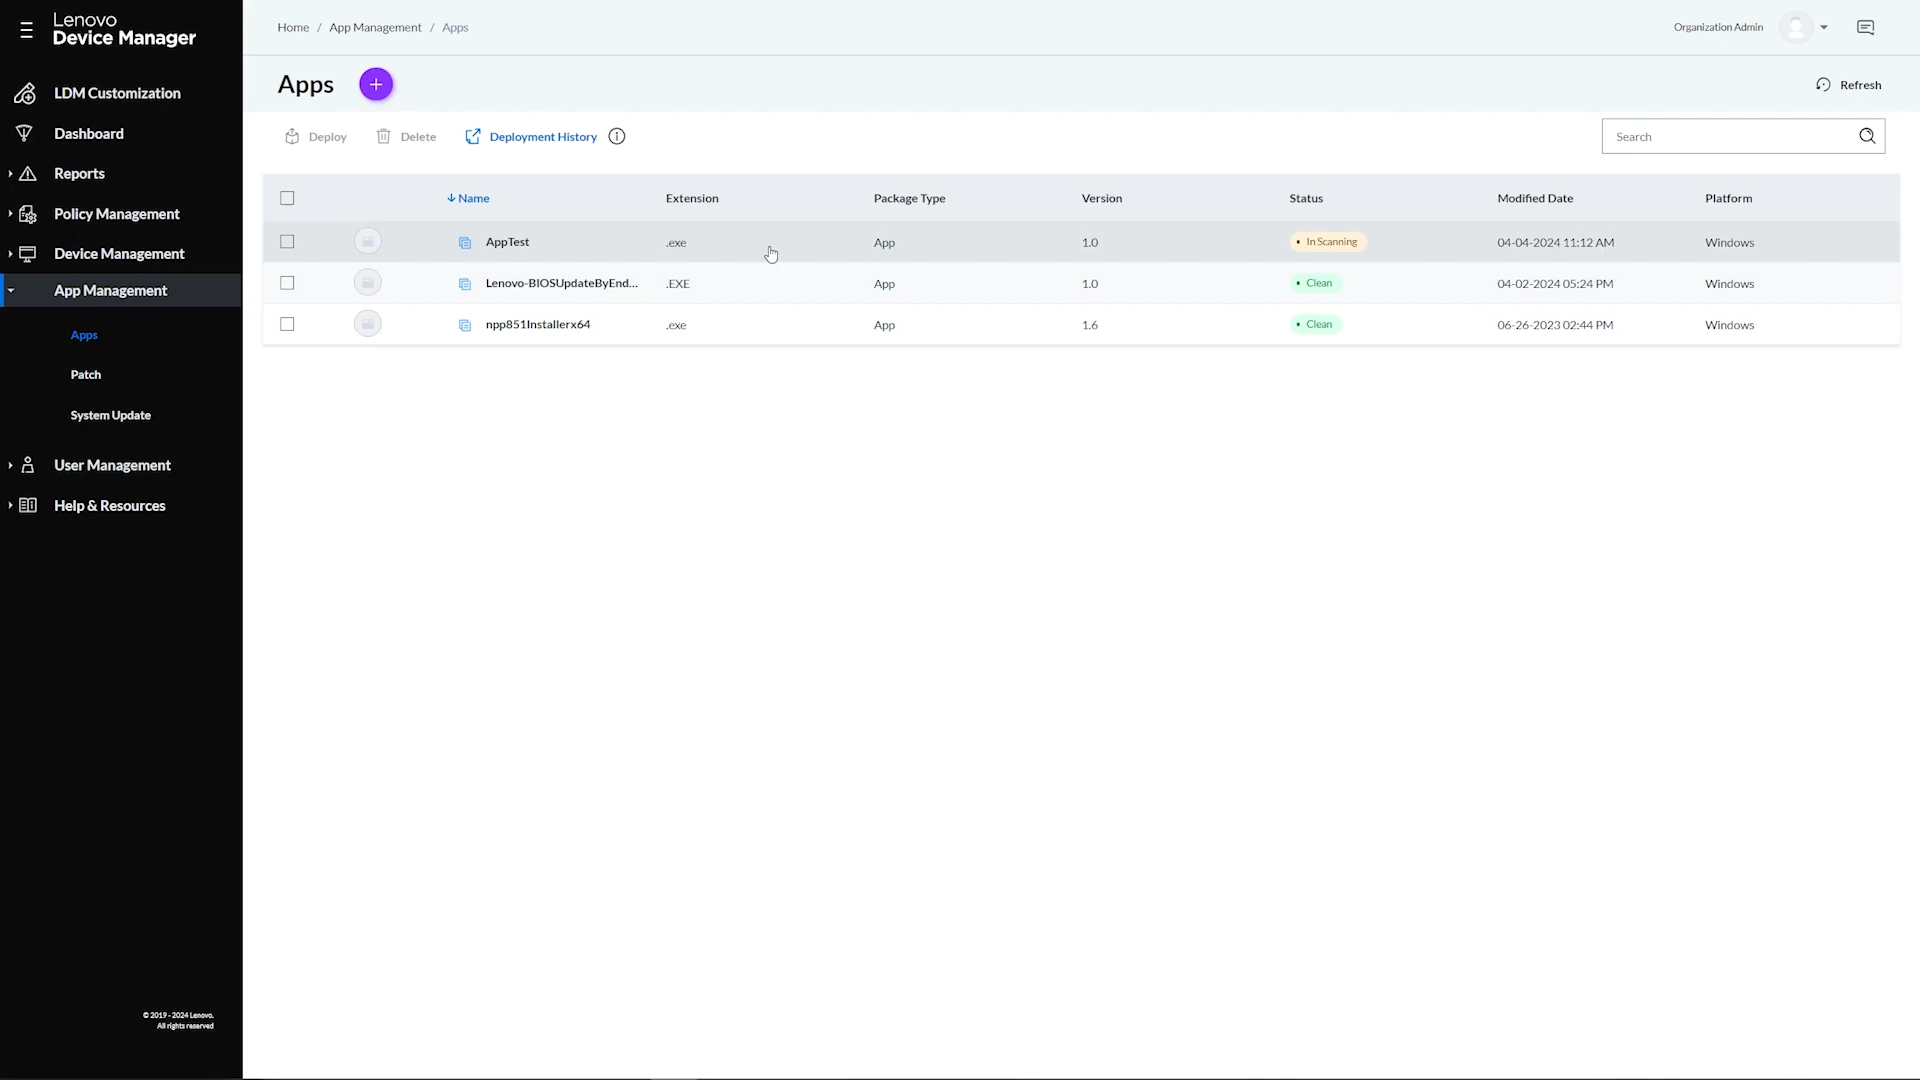 Lenovo
Device Manager
LDM Customization
Dashboard
Reports
Policy Management
Device Management
App Management
Apps
Patch
System Update
User Management
Help & Resources
© 2019 - 2024 Lenovo.
All rights reserved
Home / App Management / Apps
Organization Admin
Apps
Refresh
Deploy Delete Deployment History
Search
Name Extension Package Type Version Status Modified Date Platform
AppTest .exe App 1.0 In Scanning 04-04-2024 11:12 AM Windows
Lenovo-BIOSUpdateByEnd... .EXE App 1.0 Clean 04-02-2024 05:24 PM Windows
npp851Installerx64 .exe App 1.6 Clean 06-26-2023 02:44 PM Windows